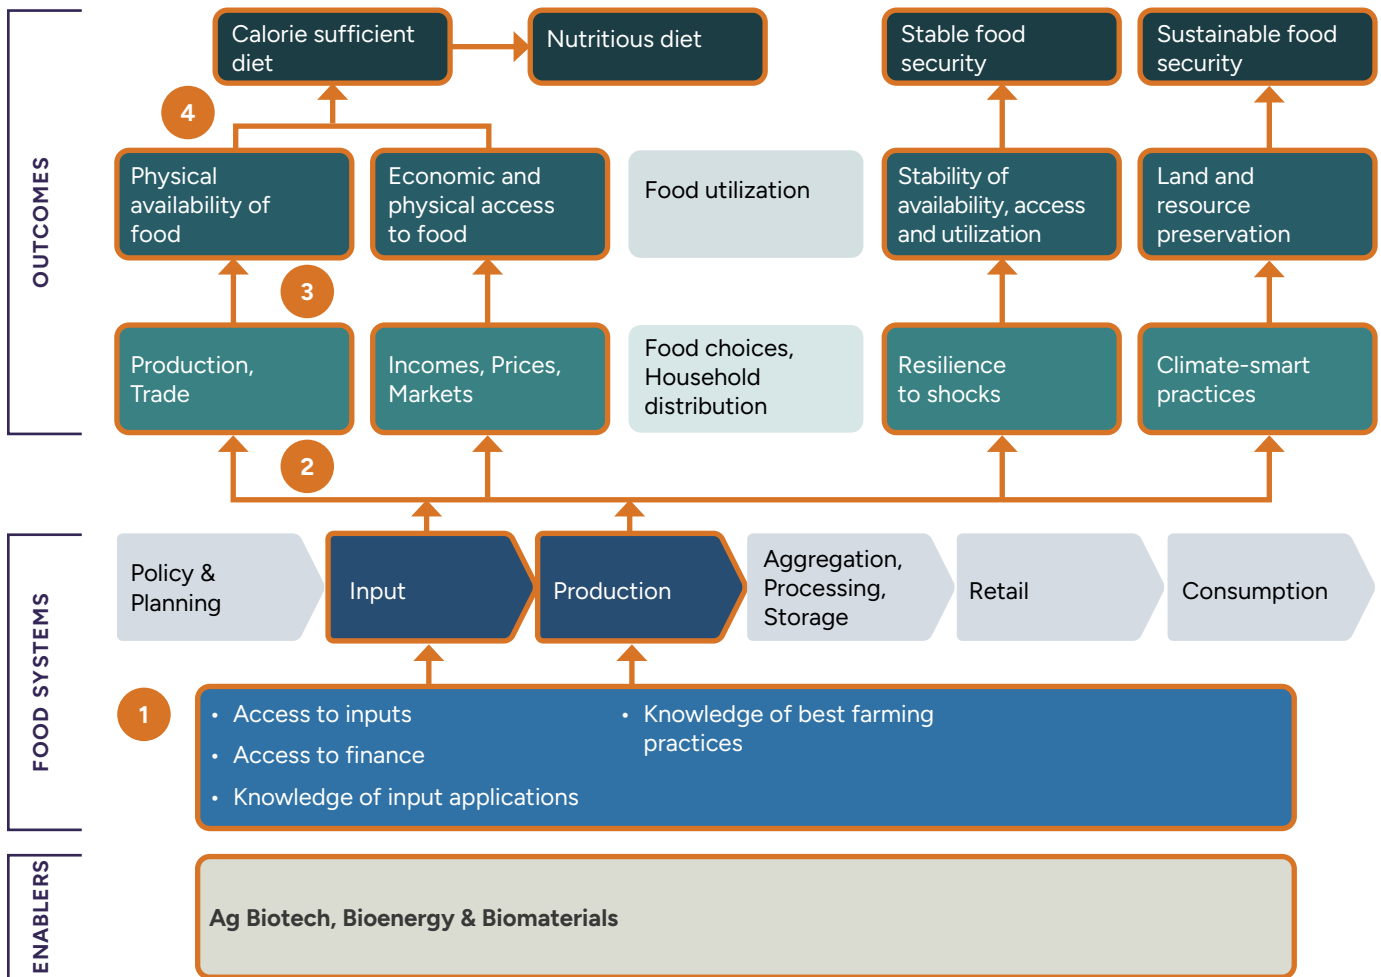 OUTCOMES
Calorie sufficient
diet
Nutritious diet
Stable food
security
Sustainable food
security
4
Physical
availability of
food
Economic and
physical access
to food
Food utilization
Stability of
availability, access
and utilization
Land and
resource
preservation
3
Production,
Trade
Incomes, Prices,
Markets
Food choices,
Household
distribution
Resilience
to shocks
Climate-smart
practices
2
FOOD SYSTEMS
Policy &
Planning
Input
Production
Aggregation,
Processing,
Storage
Retail
Consumption
1
• Access to inputs
• Access to finance
• Knowledge of input applications
• Knowledge of best farming
practices
ENABLERS
Ag Biotech, Bioenergy & Biomaterials